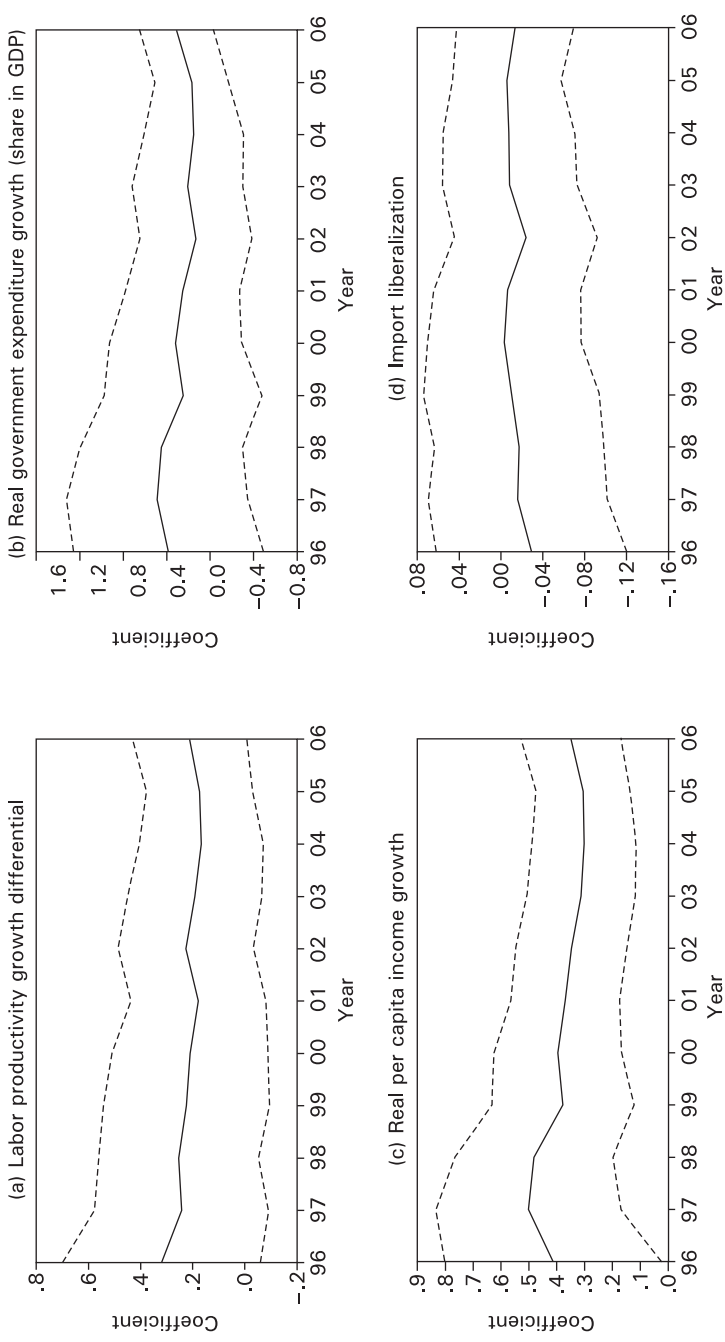 (a) Labor productivity growth differential
Coefficient
.8
.6
.4
.2
0.0
−.2
96 97 98 99 00 01 02 03 04 05 06
Year
(b) Real government expenditure growth (share in GDP)
Coefficient
1.6
1.2
0.8
0.4
0.0
−0.4
−0.8
96 97 98 99 00 01 02 03 04 05 06
Year
(c) Real per capita income growth
Coefficient
.9
.8
.7
.6
.5
.4
.3
.2
.1
.0
96 97 98 99 00 01 02 03 04 05 06
Year
(d) Import liberalization
Coefficient
.08
.04
.00
−.04
−.08
−.12
−.16
96 97 98 99 00 01 02 03 04 05 06
Year